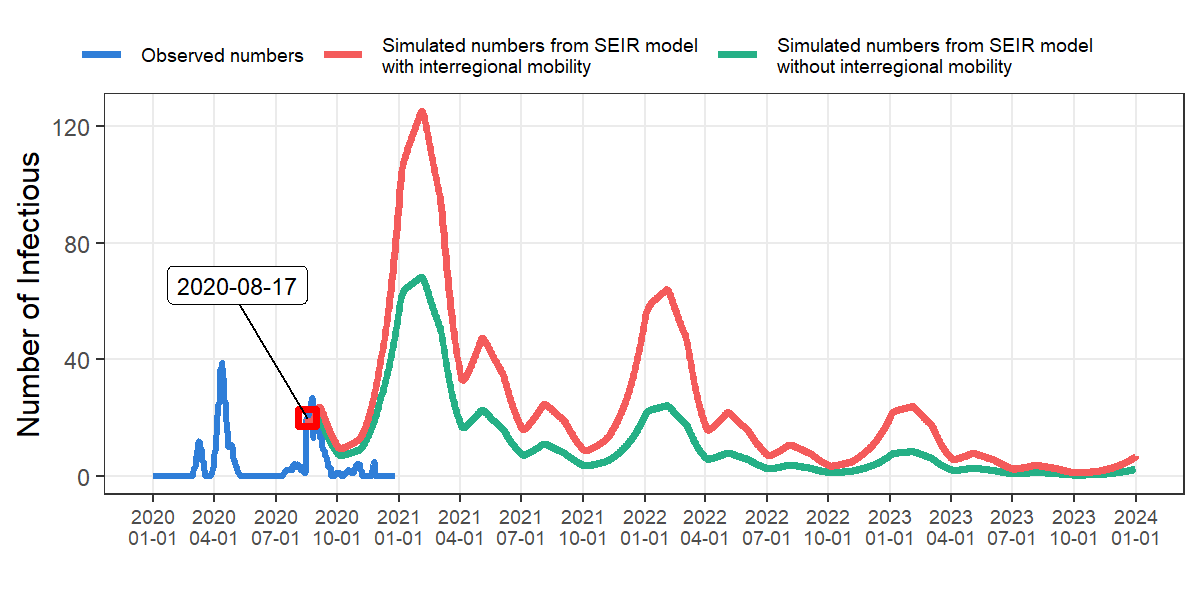 Observed numbers
Simulated numbers from SEIR model
with interregional mobility
Simulated numbers from SEIR model
without interregional mobility
Number of Infectious
120
80
40
0
2020-08-17
2020 2020 2020 2020 2021 2021 2021 2021 2022 2022 2022 2022 2023 2023 2023 2023 2024
01-01 04-01 07-01 10-01 01-01 04-01 07-01 10-01 01-01 04-01 07-01 10-01 01-01 04-01 07-01 10-01 01-01